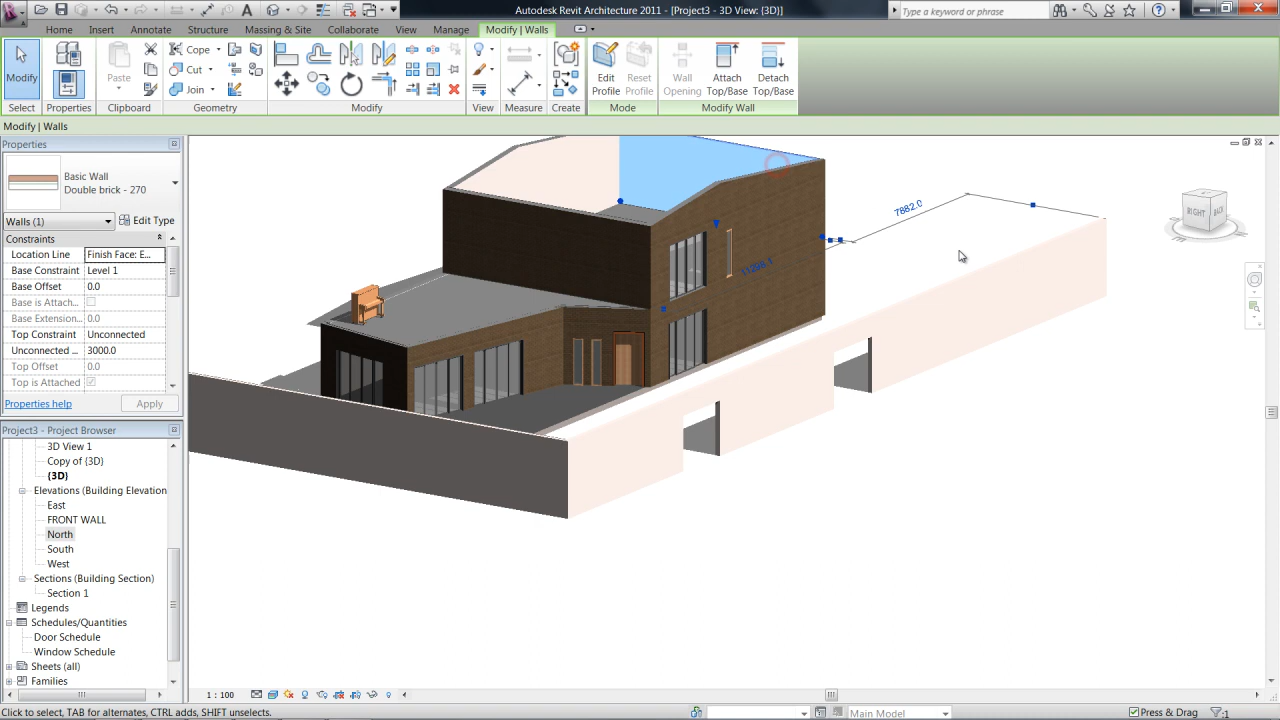 Autodesk Revit Architecture 2011 - [Project3 - 3D View: {3D}]
Type a keyword or phrase
Home Insert Annotate Structure Massing & Site Collaborate View Manage Modify | Walls
Modify
Paste
Cope
Cut
Join
Edit
Profile
Reset
Profile
Wall
Opening
Attach
Top/Base
Detach
Top/Base
Select Properties Clipboard Geometry Modify View Measure Create Mode Modify Wall
Modify | Walls
Properties
Basic Wall
Double brick - 270
Walls (1)
Edit Type
Constraints
Location Line Finish Face: E...
Base Constraint Level 1
Base Offset 0.0
Base is Attach...
Base Extension... 0.0
Top Constraint Unconnected
Unconnected ... 3000.0
Top Offset 0.0
Top is Attached
Properties help
Apply
Project3 - Project Browser
3D View 1
Copy of {3D}
{3D}
Elevations (Building Elevation
East
FRONT WALL
North
South
West
Sections (Building Section)
Section 1
Legends
Schedules/Quantities
Door Schedule
Window Schedule
Sheets (all)
Families
7882.0
11298.1
RIGHT
BACK
1 : 100
Click to select, TAB for alternates, CTRL adds, SHIFT unselects.
Main Model
Press & Drag
:1